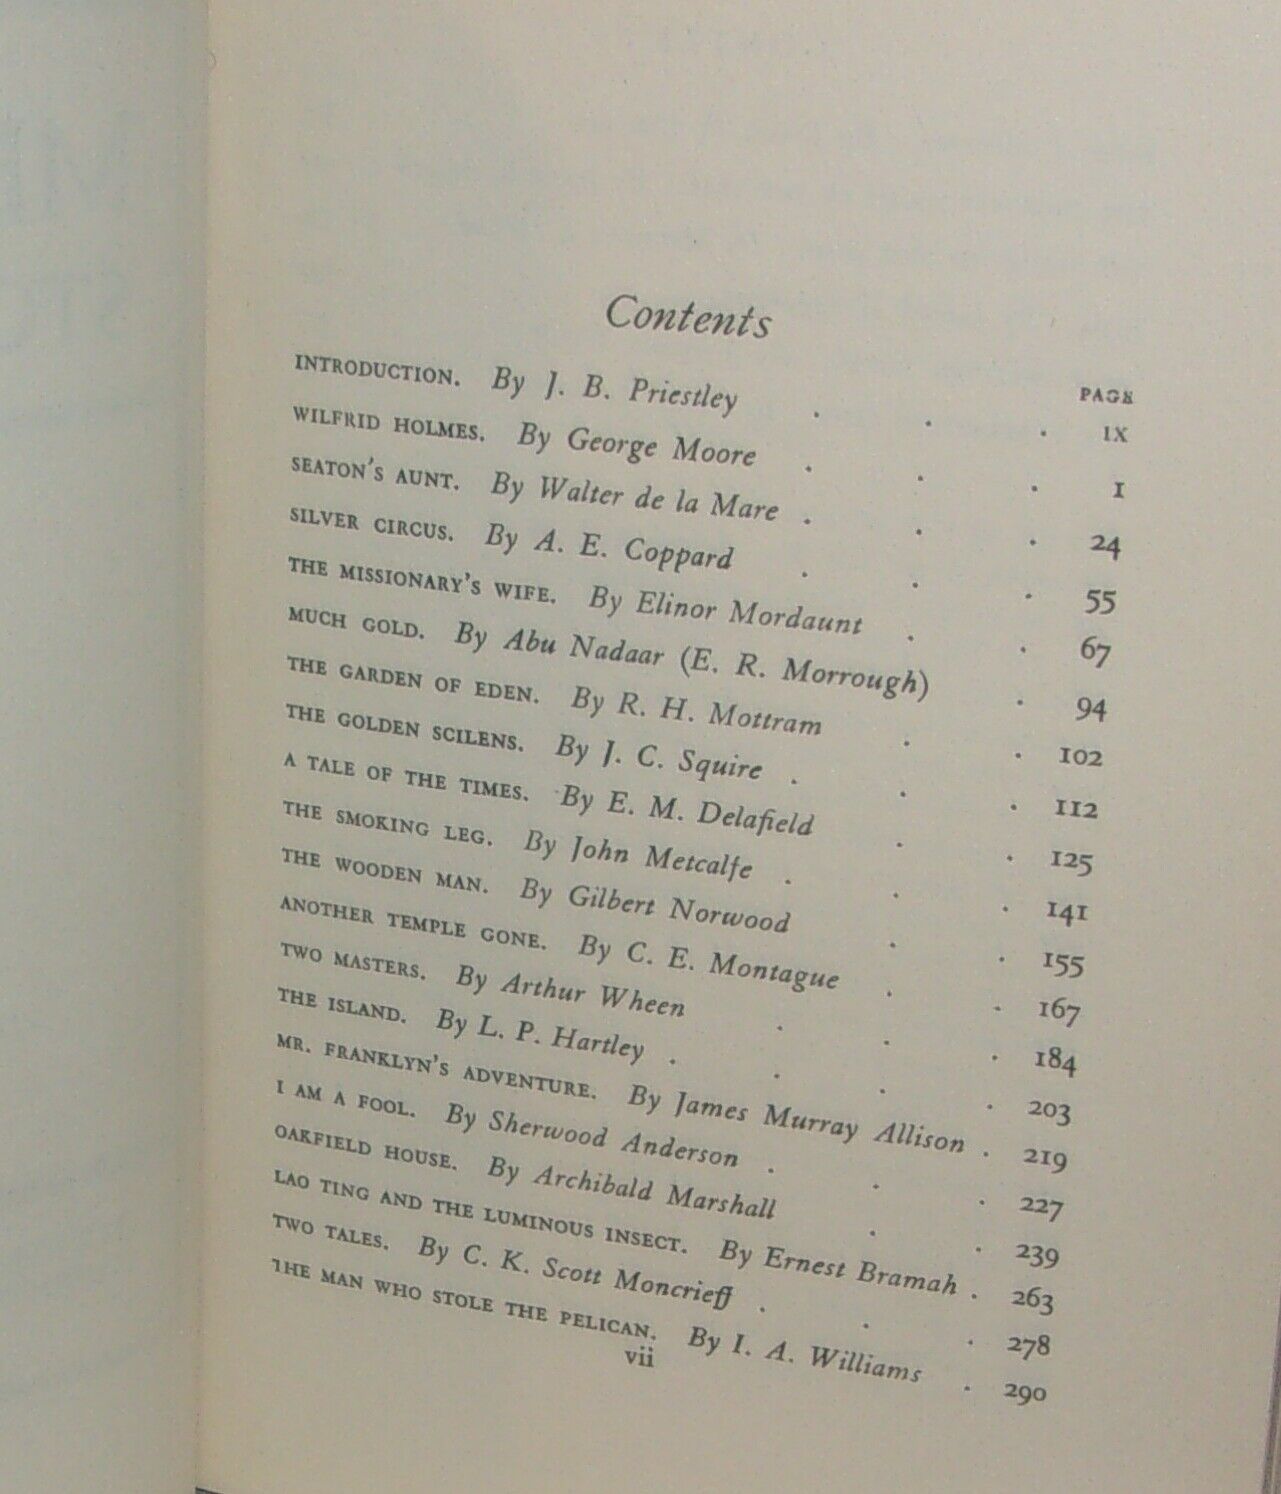 Contents
PAGE
INTRODUCTION. By J. B. Priestley . . . IX
WILFRID HOLMES. By George Moore . . . I
SEATON'S AUNT. By Walter de la Mare . . . 24
SILVER CIRCUS. By A. E. Coppard . . . 55
THE MISSIONARY'S WIFE. By Elinor Mordaunt . . 67
MUCH GOLD. By Abu Nadaar (E. R. Morrough) . 94
THE GARDEN OF EDEN. By R. H. Mottram . . 102
THE GOLDEN SCILENS. By J. C. Squire . . . 112
A TALE OF THE TIMES. By E. M. Delafield . . 125
THE SMOKING LEG. By John Metcalfe . . . 141
THE WOODEN MAN. By Gilbert Norwood . . 155
ANOTHER TEMPLE GONE. By C. E. Montague . . 167
TWO MASTERS. By Arthur Wheen . . . 184
THE ISLAND. By L. P. Hartley . . . . 203
MR. FRANKLYN'S ADVENTURE. By James Murray Allison . 219
I AM A FOOL. By Sherwood Anderson . . . 227
OAKFIELD HOUSE. By Archibald Marshall . . 239
LAO TING AND THE LUMINOUS INSECT. By Ernest Bramah . 263
TWO TALES. By C. K. Scott Moncrieff . . . 278
THE MAN WHO STOLE THE PELICAN. By I. A. Williams . 290
vii